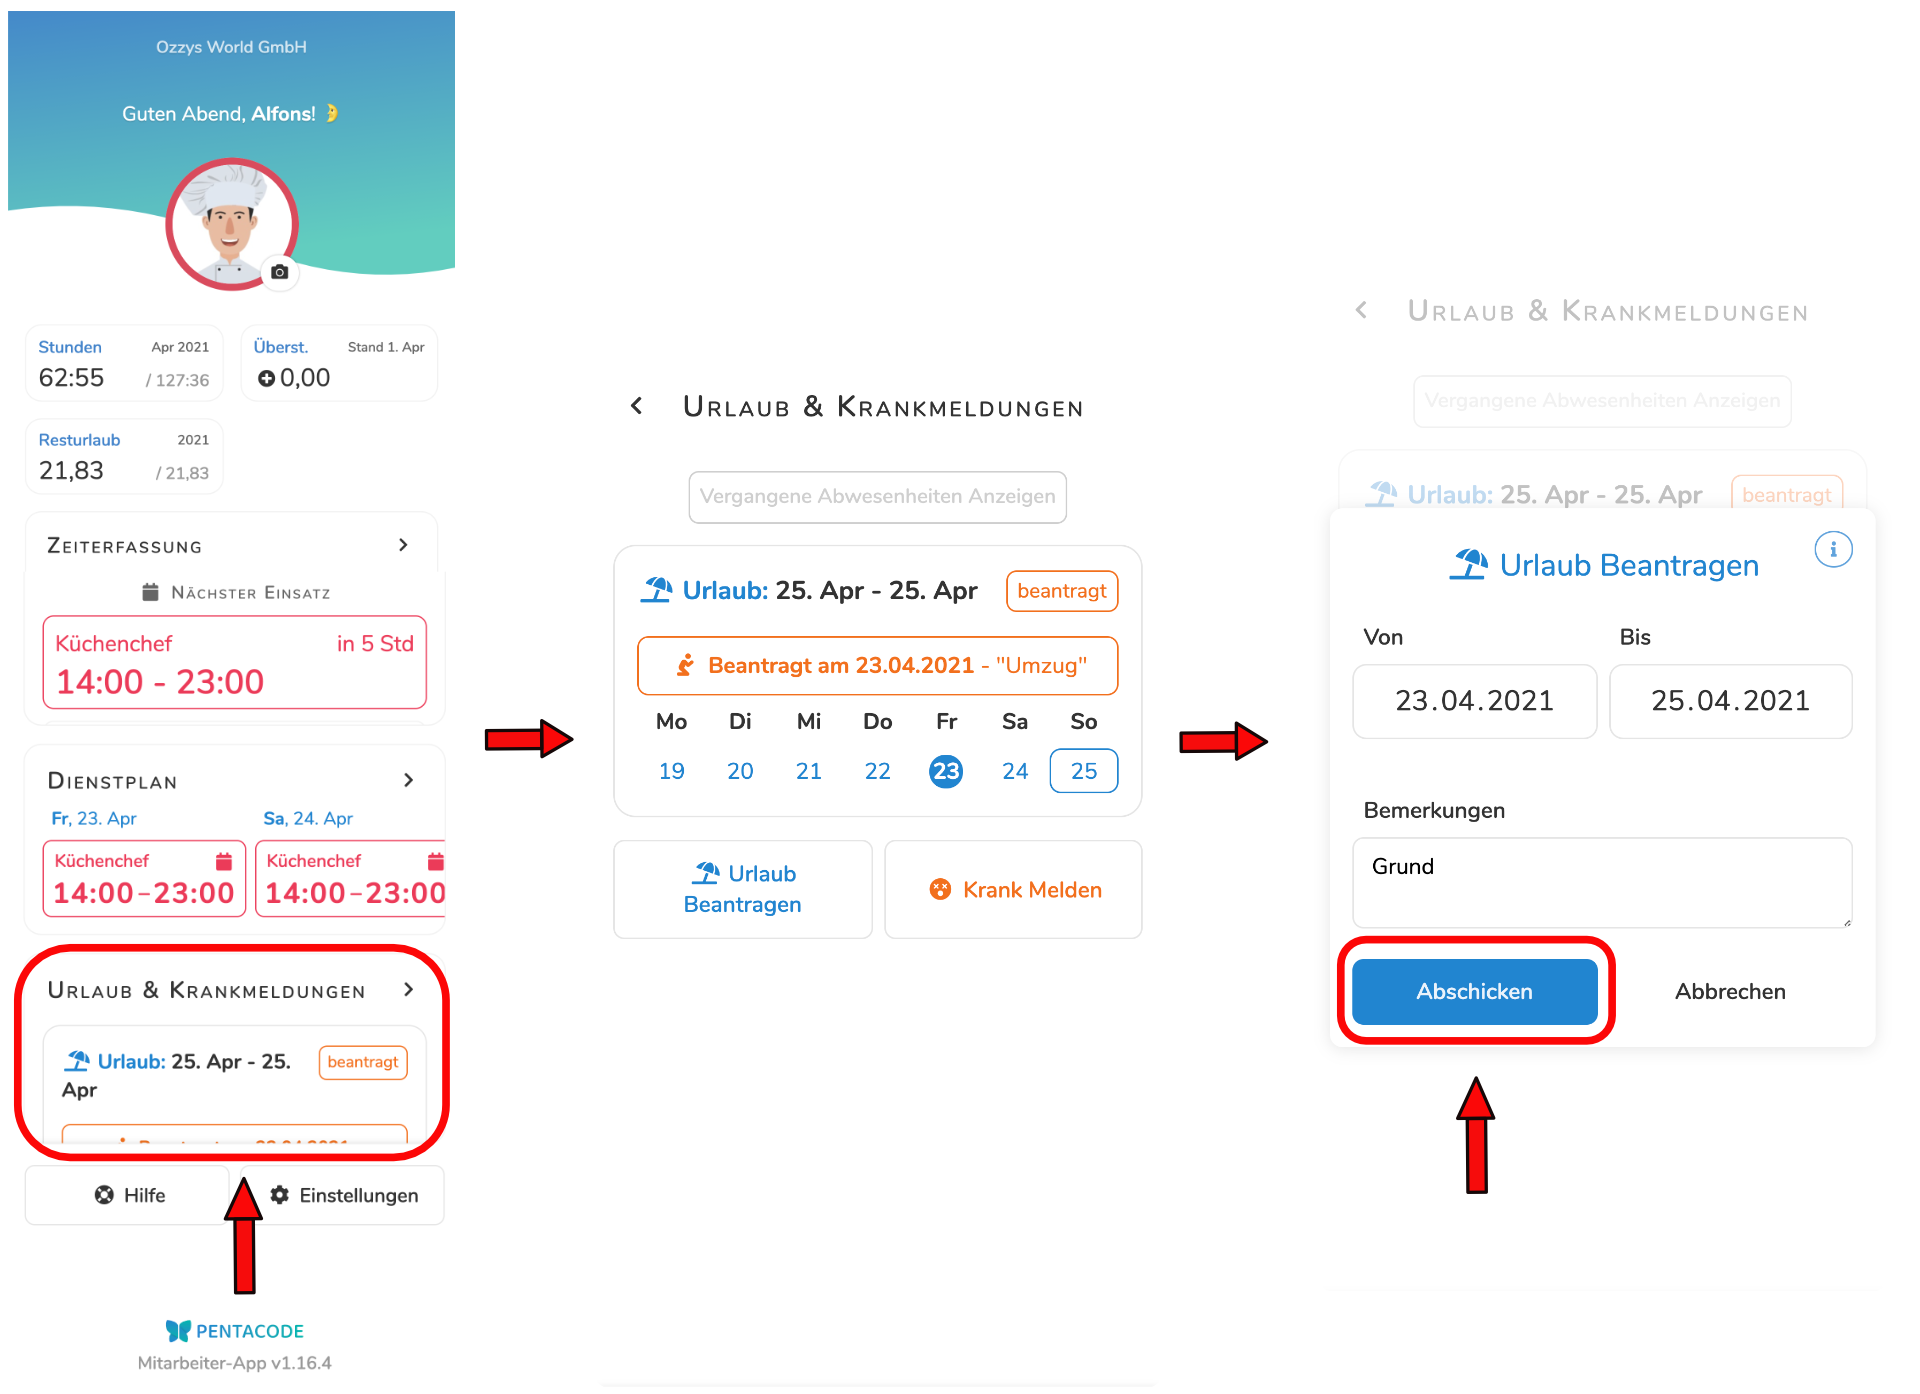 Ozzys World GmbH
Guten Abend, Alfons!
Stunden Apr 2021
62:55 / 127:36
Überst. Stand 1. Apr
0,00
Resturlaub 2021
21,83 / 21,83
Zeiterfassung
Nächster Einsatz
Küchenchef in 5 Std
14:00 - 23:00
Dienstplan
Fr, 23. Apr
Sa, 24. Apr
Küchenchef
14:00–23:00
Küchenchef
14:00–23:00
Urlaub & Krankmeldungen
Urlaub: 25. Apr - 25. Apr beantragt
Hilfe
Einstellungen
PENTACODE
Mitarbeiter-App v1.16.4
Urlaub & Krankmeldungen
Vergangene Abwesenheiten Anzeigen
Urlaub: 25. Apr - 25. Apr beantragt
Beantragt am 23.04.2021 - "Umzug"
Mo Di Mi Do Fr Sa So
19 20 21 22 23 24 25
Urlaub
Beantragen
Krank Melden
Urlaub & Krankmeldungen
Vergangene Abwesenheiten Anzeigen
Urlaub: 25. Apr - 25. Apr beantragt
Urlaub Beantragen
Von Bis
23.04.2021 25.04.2021
Bemerkungen
Grund
Abschicken Abbrechen